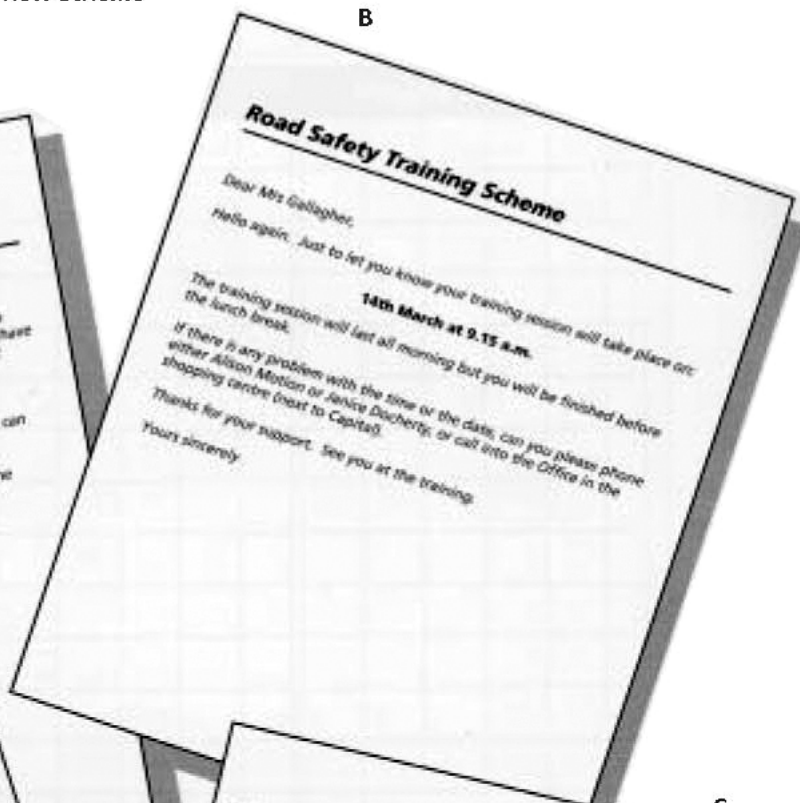 B
Road Safety Training Scheme
Dear Mrs Gallagher,
Hello again. Just to let you know your training session will take place on:
14th March at 9.15 a.m.
The training session will last all morning but you will be finished before
the lunch break.
If there is any problem with the time or the date, can you please phone
either Alison Motion or Janice Docherty, or call into the Office in the
shopping centre (next to Capital).
Thanks for your support. See you at the training.
Yours sincerely
have
can